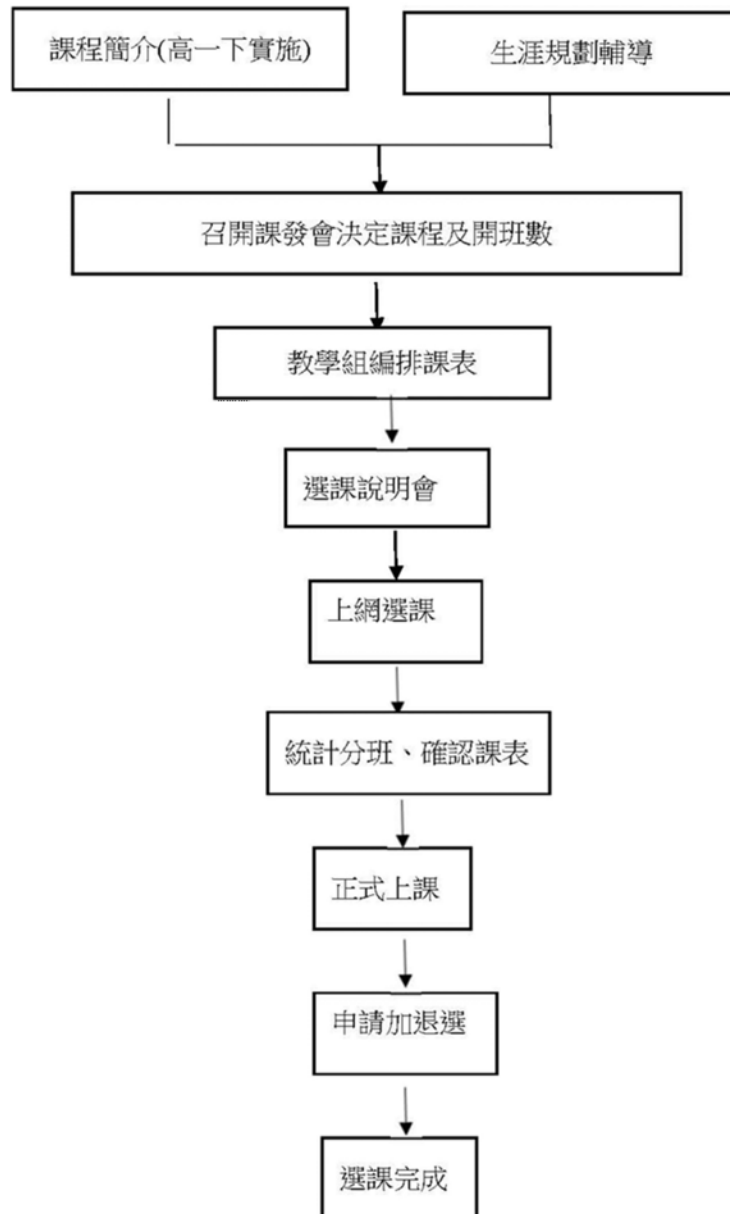 課程簡介(高一下實施)
生涯規劃輔導
召開課發會決定課程及開班數
教學組編排課表
選課說明會
上網選課
統計分班、確認課表
正式上課
申請加退選
選課完成